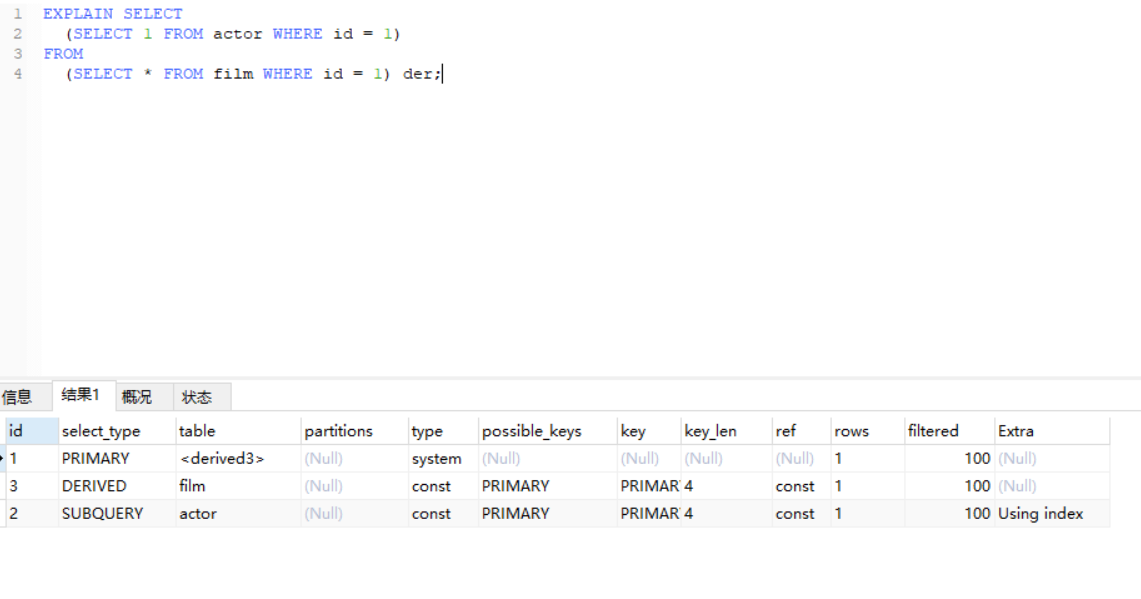 1 EXPLAIN SELECT
2 (SELECT 1 FROM actor WHERE id = 1)
3 FROM
4 (SELECT * FROM film WHERE id = 1) der;
信息 结果1 概况 状态
id select_type table partitions type possible_keys key key_len ref rows filtered Extra
1 PRIMARY <derived3> (Null) system (Null) (Null) (Null) (Null) 1 100 (Null)
3 DERIVED film (Null) const PRIMARY PRIMAR 4 const 1 100 (Null)
2 SUBQUERY actor (Null) const PRIMARY PRIMAR 4 const 1 100 Using index